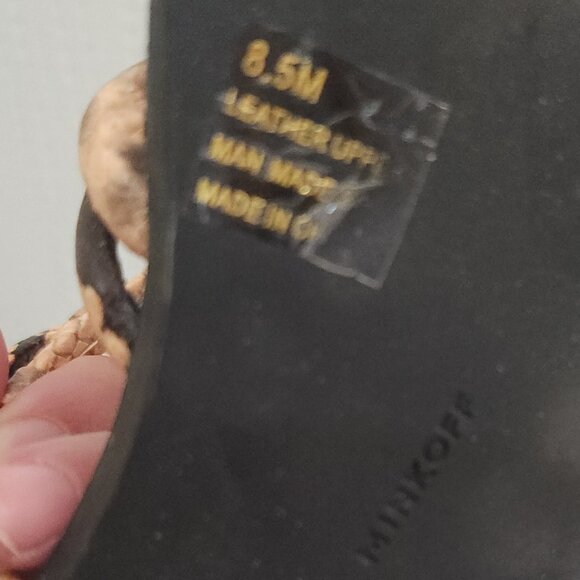 8.5M
LEATHER UPP
MAN MADE
MADE IN C
MINKOFF